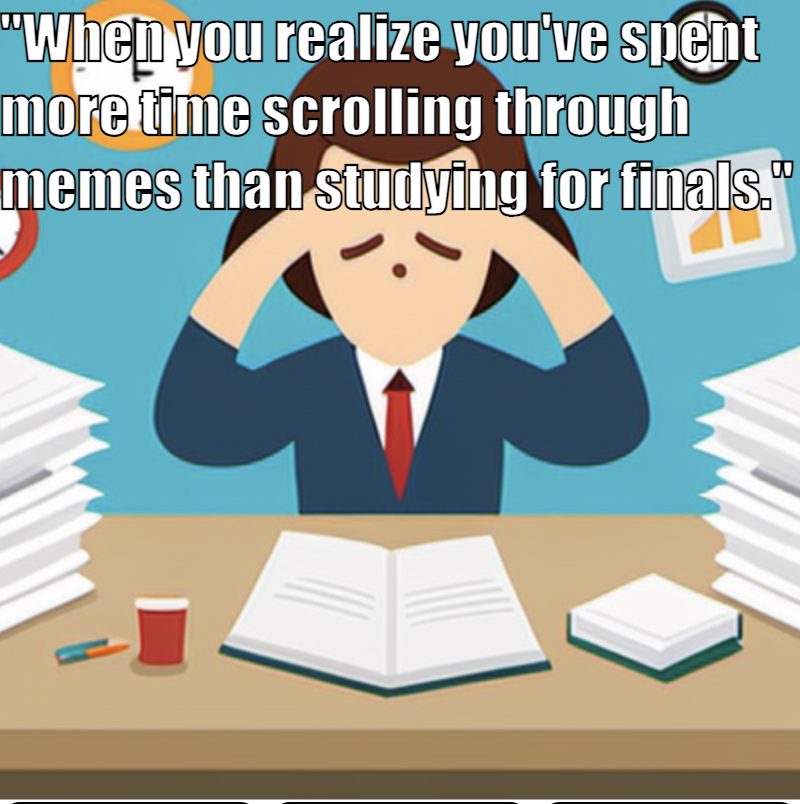 "When you realize you've spent
more time scrolling through
memes than studying for finals."